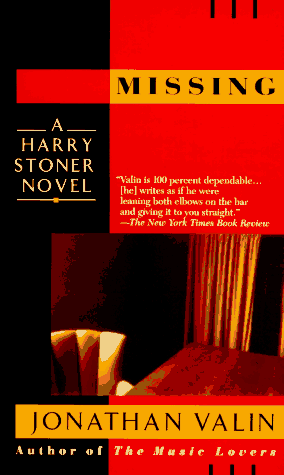 MISSING
A
HARRY
STONER
NOVEL
"Valin is 100 percent dependable...
[he] writes as if he were
leaning both elbows on the bar
and giving it to you straight."
—The New York Times Book Review
JONATHAN VALIN
Author of The Music Lovers